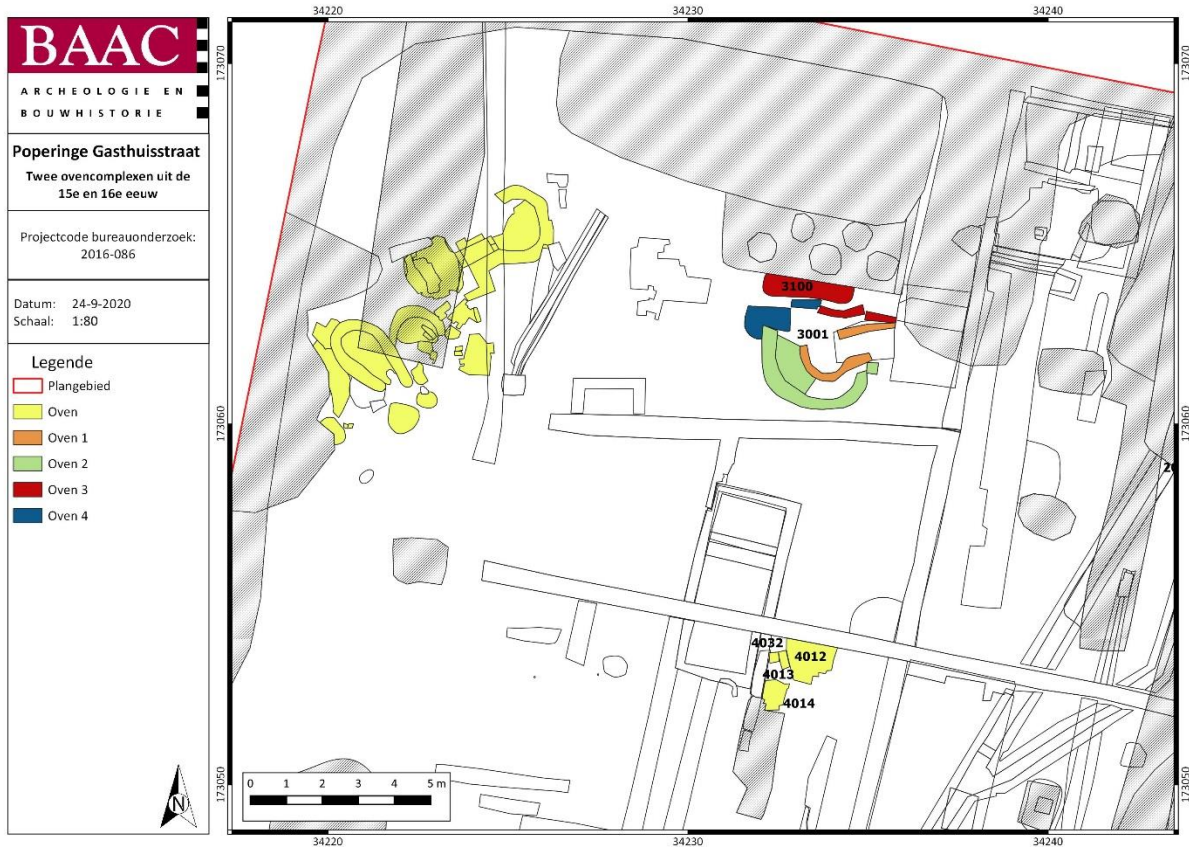 BAAC
ARCHEOLOGIE EN
BOUWHISTORIE
Poperinge Gasthuisstraat
Twee ovencomplexen uit de
15e en 16e eeuw
Projectcode bureauonderzoek:
2016-086
Datum: 24-9-2020
Schaal: 1:80
Legende
Plangebied
Oven
Oven 1
Oven 2
Oven 3
Oven 4
N
34220 34230 34240
173070 173070
3100
3001
173060 173060
4032
4012
4013
4014
173050 173050
0 1 2 3 4 5 m
34220 34230 34240